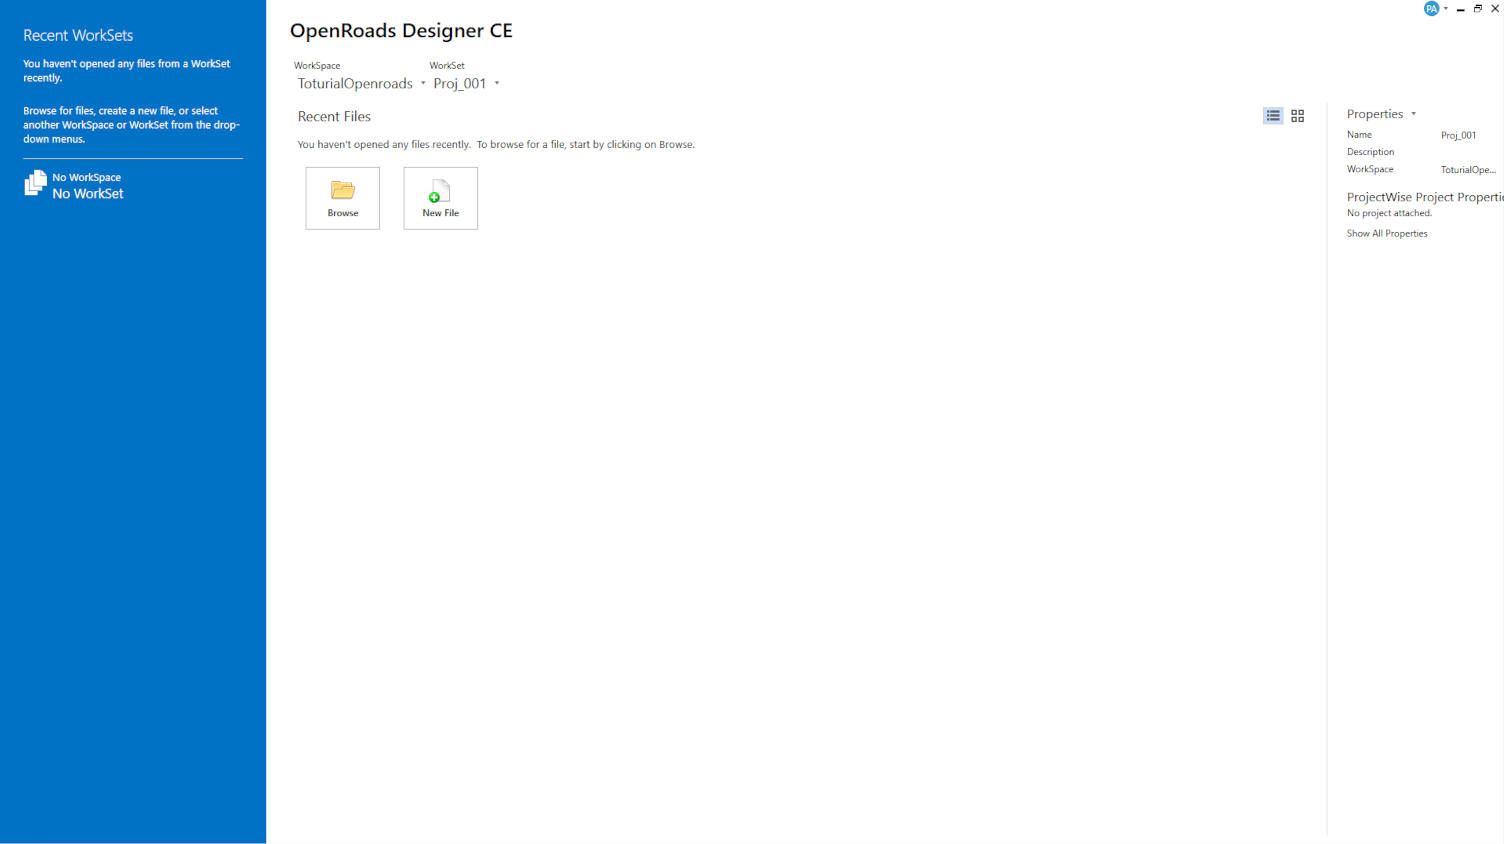 PA
Recent WorkSets
You haven't opened any files from a WorkSet
recently.
Browse for files, create a new file, or select
another WorkSpace or WorkSet from the drop-
down menus.
No WorkSpace
No WorkSet
OpenRoads Designer CE
WorkSpace WorkSet
ToturialOpenroads Proj_001
Recent Files
You haven't opened any files recently. To browse for a file, start by clicking on Browse.
Browse New File
Properties
Name Proj_001
Description
WorkSpace ToturialOpe...
ProjectWise Project Properti
No project attached.
Show All Properties